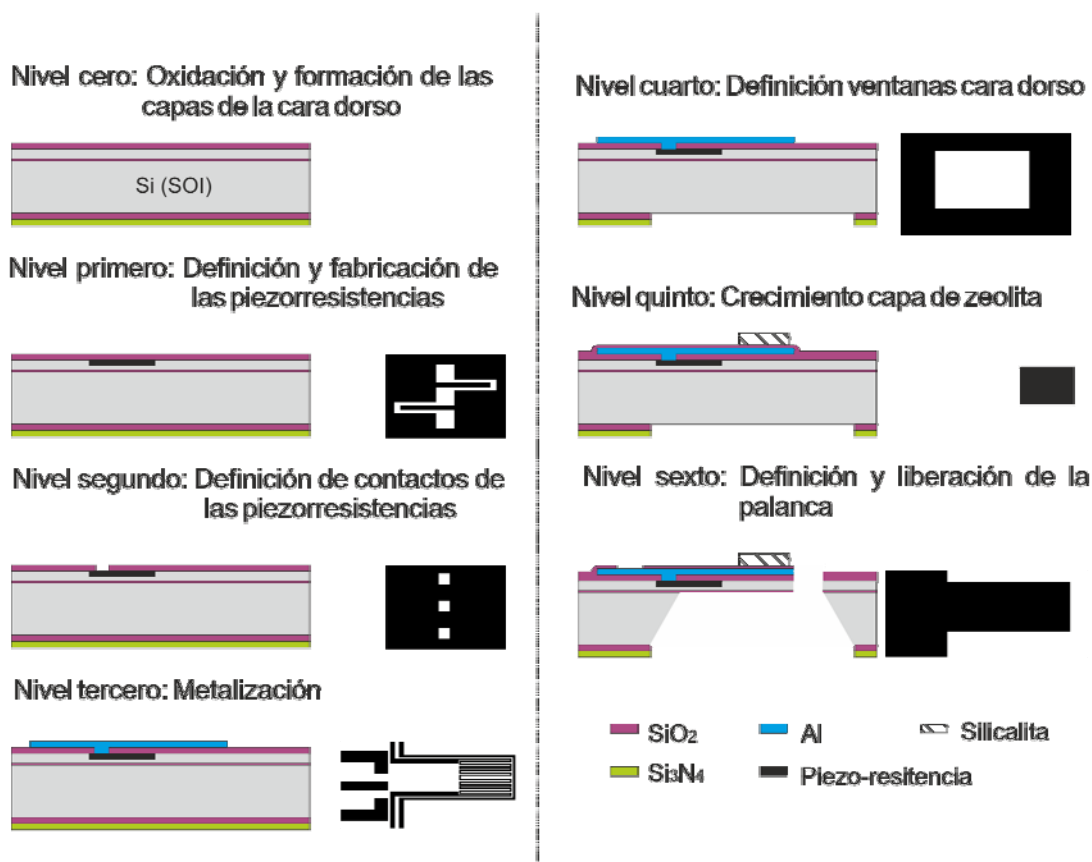 Nivel cero: Oxidación y formación de las
capas de la cara dorso
Si (SOI)
Nivel primero: Definición y fabricación de
las piezorresistencias
Nivel segundo: Definición de contactos de
las piezorresistencias
Nivel tercero: Metalización
Nivel cuarto: Definición ventanas cara dorso
Nivel quinto: Crecimiento capa de zeolita
Nivel sexto: Definición y liberación de la
palanca
SiO₂
Al
Silicalita
Si₃N₄
Piezo-resitencia